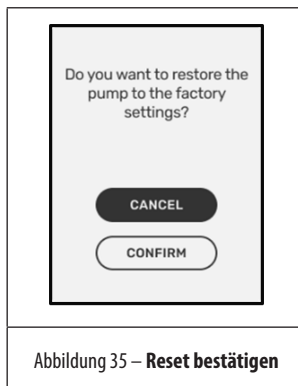 Do you want to restore the
pump to the factory
settings?
CANCEL
CONFIRM
Abbildung 35 – Reset bestätigen